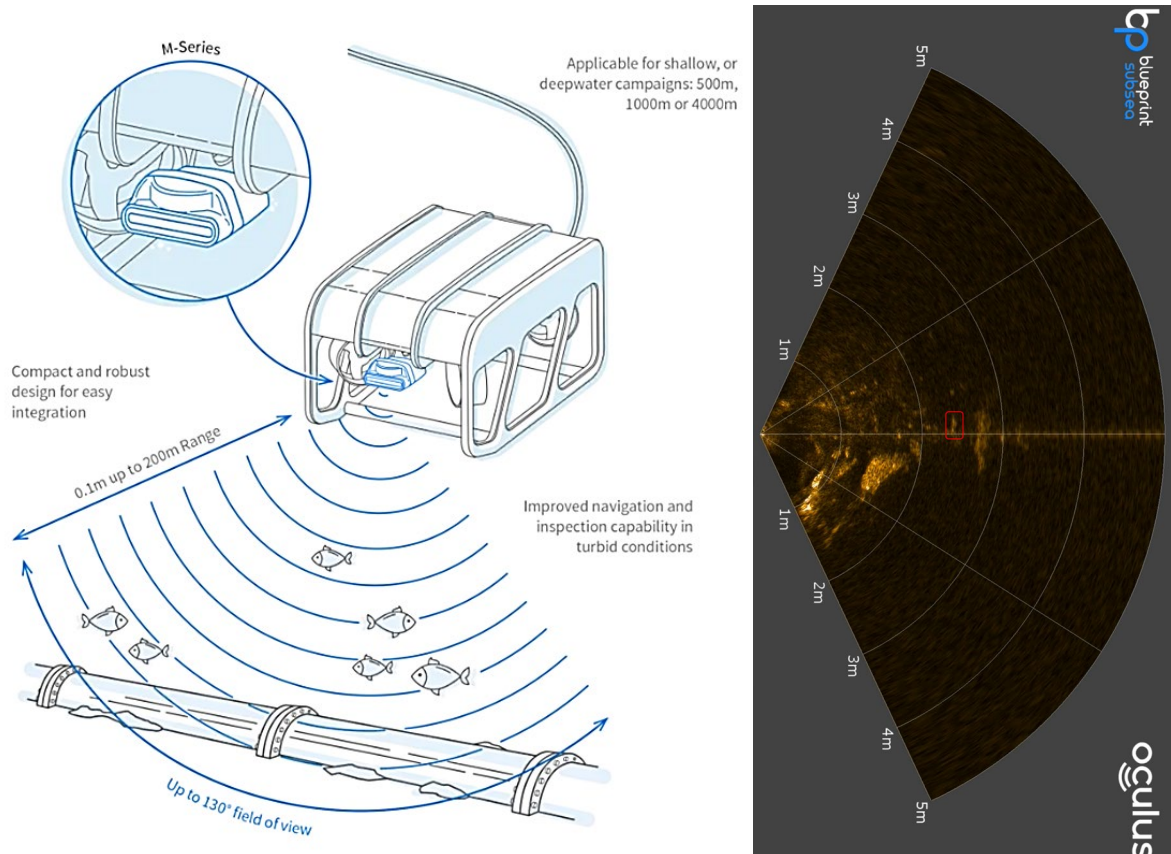 M-Series
Applicable for shallow, or
deepwater campaigns: 500m,
1000m or 4000m
Compact and robust
design for easy
integration
0.1m up to 200m Range
Improved navigation and
inspection capability in
turbid conditions
Up to 130° field of view
bp blueprint
subsea
5m
4m
3m
2m
1m
1m
2m
3m
4m
5m
oculus